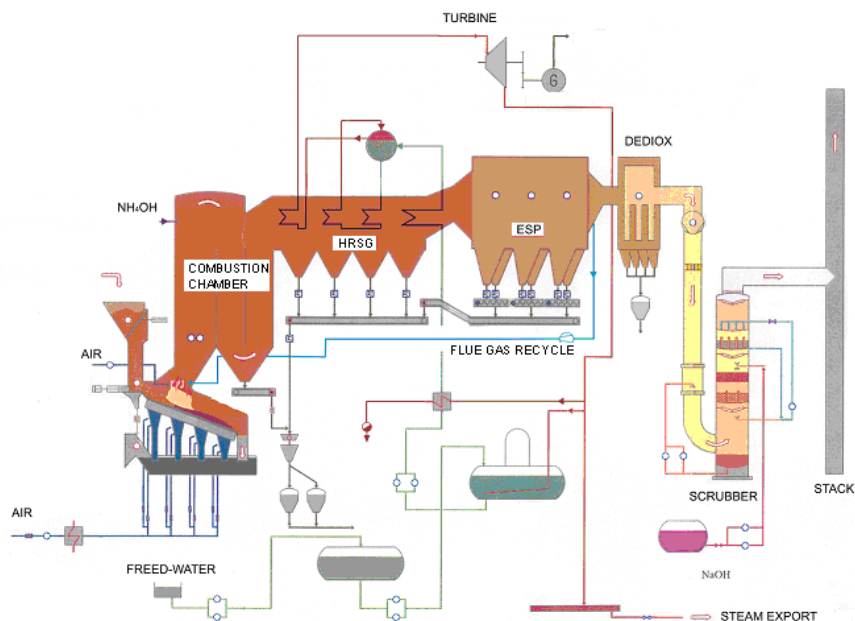 TURBINE
G
DEDIOX
NH₄OH
ESP
HRSG
COMBUSTION
CHAMBER
FLUE GAS RECYCLE
AIR
SCRUBBER
STACK
AIR
FREED-WATER
NaOH
STEAM EXPORT